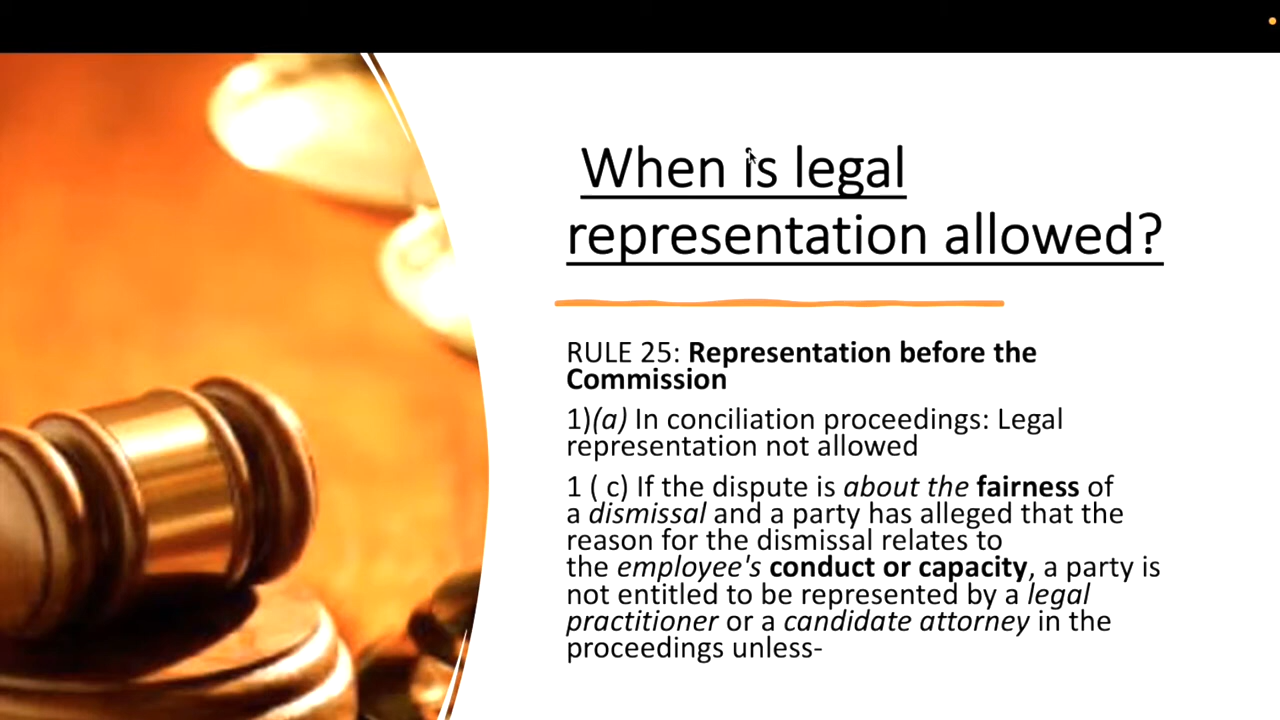 When is legal
representation allowed?
RULE 25: Representation before the
Commission
1)(a) In conciliation proceedings: Legal
representation not allowed
1 ( c) If the dispute is about the fairness of
a dismissal and a party has alleged that the
reason for the dismissal relates to
the employee's conduct or capacity, a party is
not entitled to be represented by a legal
practitioner or a candidate attorney in the
proceedings unless-